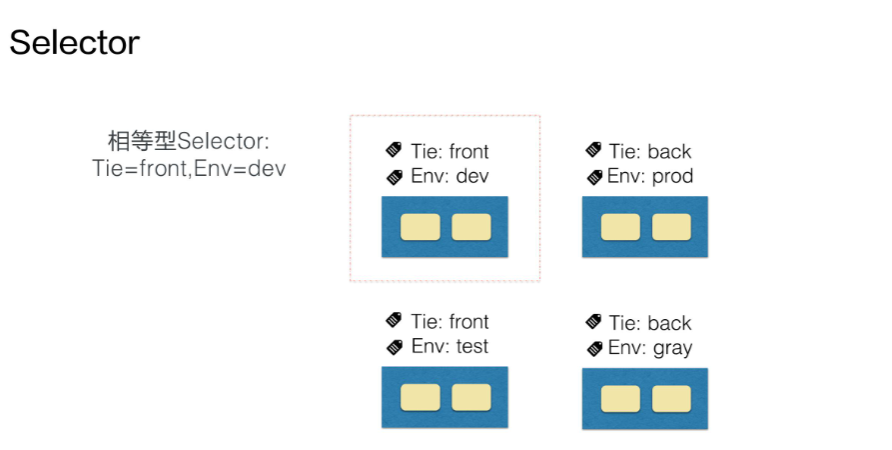 Selector
相等型Selector:
Tie=front,Env=dev
Tie: front
Env: dev
Tie: back
Env: prod
Tie: front
Env: test
Tie: back
Env: gray